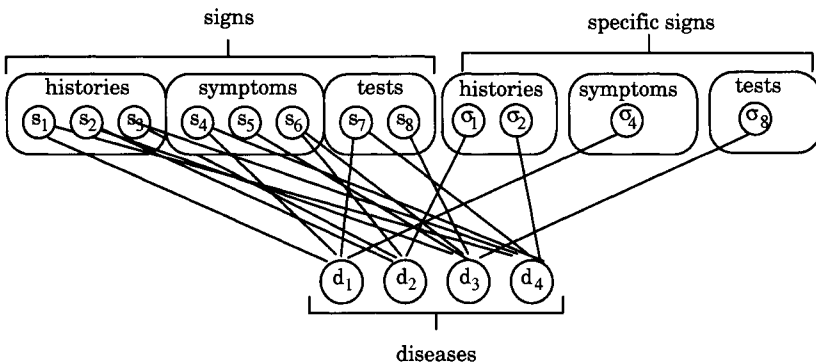 signs
specific signs
histories symptoms tests histories symptoms tests
s1 s2 s3 s4 s5 s6 s7 s8 σ1 σ2 σ4 σ8
d1 d2 d3 d4
diseases